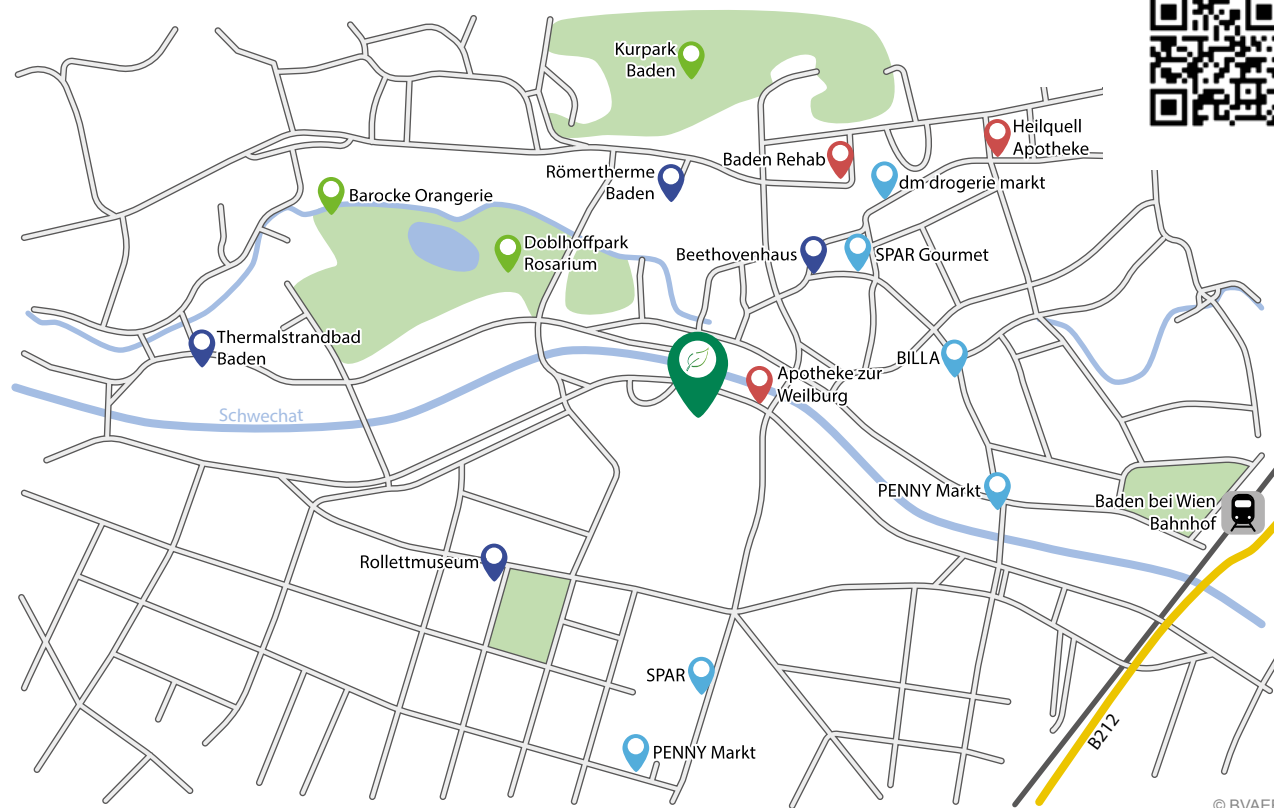 Kurpark
Baden
Heilquell
Apotheke
Baden Rehab
Römertherme
Baden
dm drogerie markt
Barocke Orangerie
Doblhoffpark
Rosarium
Beethovenhaus
SPAR Gourmet
Thermalstrandbad
Baden
BILLA
Apotheke zur
Weilburg
Schwechat
PENNY Markt
Baden bei Wien
Bahnhof
Rollettmuseum
SPAR
B212
PENNY Markt